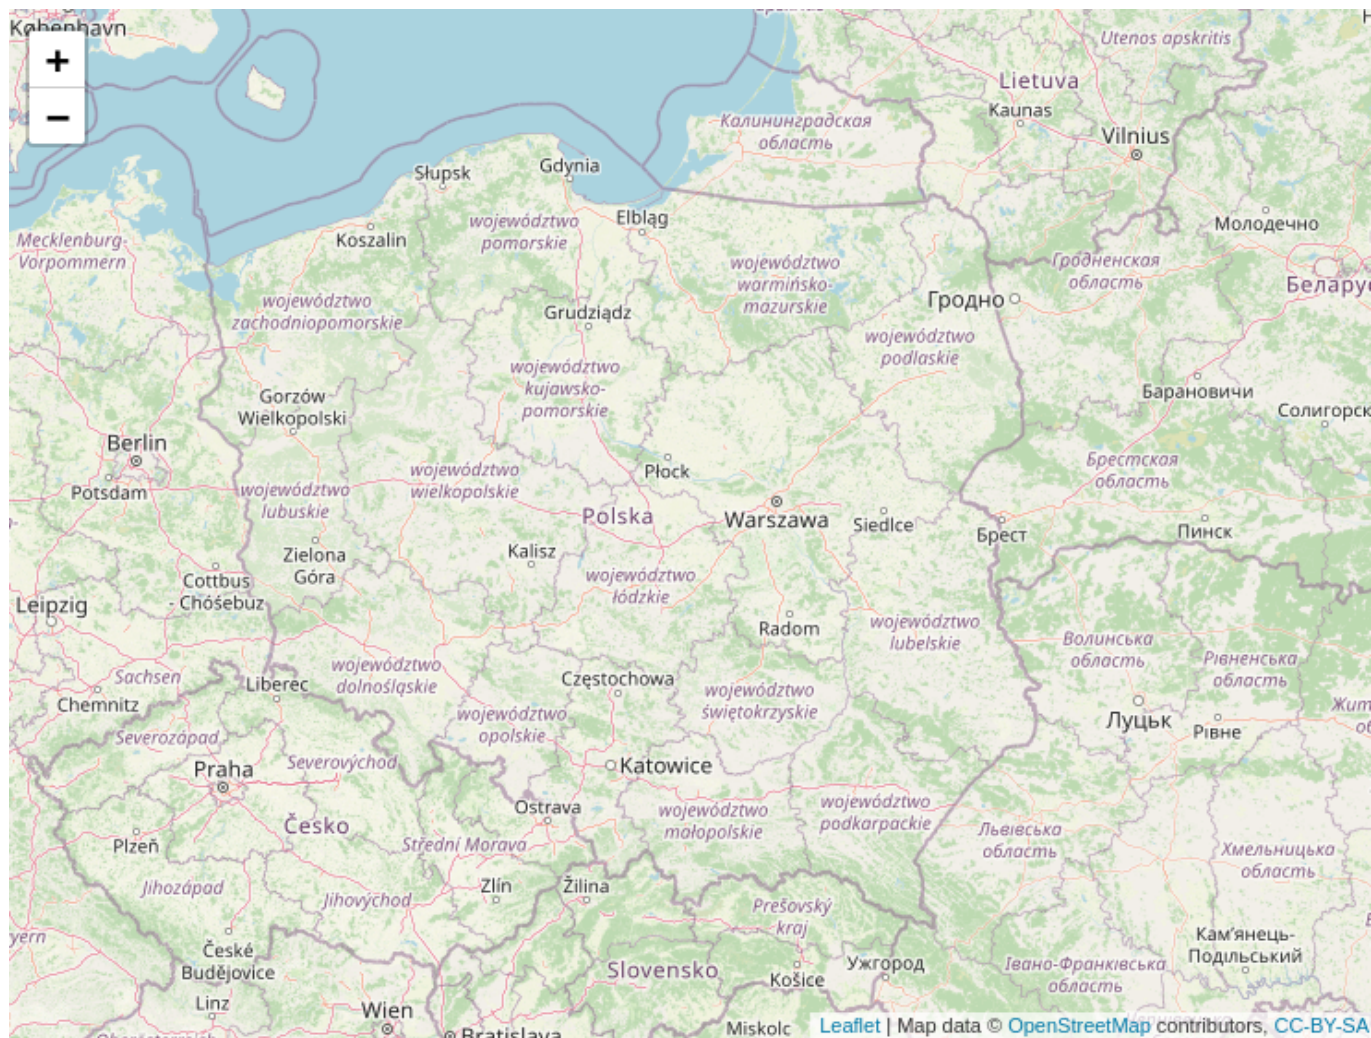 København
+
−
Utenos apskritis
Lietuva
Kaunas
Калининградская
область
Vilnius
Gdynia
Słupsk
Elbląg
województwo
pomorskie
Молодечно
Koszalin
Mecklenburg-
Vorpommern
województwo
warmińsko-
mazurskie
Гродненская
область
Беларус
Гродно
województwo
zachodniopomorskie
Grudziądz
województwo
podlaskie
województwo
kujawsko-
pomorskie
Барановичи
Gorzów
Wielkopolski
Солигорск
Berlin
Płock
województwo
wielkopolskie
Брестская
область
Potsdam
województwo
lubuskie
Polska
Warszawa
Siedlce
Брест
Пинск
Zielona
Góra
Kalisz
Cottbus
- Chóśebuz
województwo
łódzkie
Leipzig
Radom
województwo
lubelskie
Волинська
область
Рівненська
область
Sachsen
Liberec
województwo
dolnośląskie
Częstochowa
województwo
świętokrzyskie
Chemnitz
Луцьк
Рівне
Жит
województwo
opolskie
Severozápad
Severovýchod
Praha
Katowice
Ostrava
województwo
małopolskie
województwo
podkarpackie
Česko
Львівська
область
Plzeň
Střední Morava
Хмельницька
область
Jihozápad
Jihovýchod
Zlín
Žilina
Prešovský
kraj
yern
České
Budějovice
Кам'янець-
Подільський
Slovensko
Košice
Ужгород
Івано-Франківська
область
Linz
Wien
Bratislava
Miskolc
Leaflet | Map data © OpenStreetMap contributors, CC-BY-SA